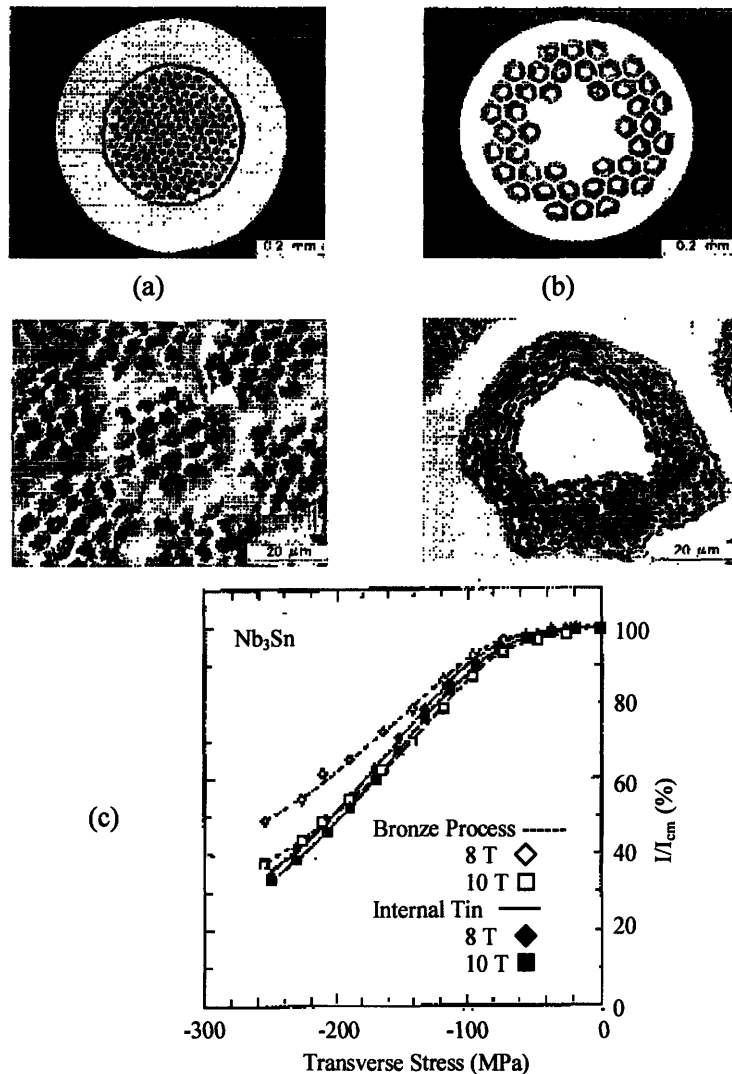 0.2 mm
0.2 mm
(a)
(b)
20 μm
20 μm
Nb₃Sn
(c)
Bronze Process
8 T
10 T
Internal Tin
8 T
10 T
100
80
60
40
20
0
I/Icm (%)
-300
-200
-100
0
Transverse Stress (MPa)